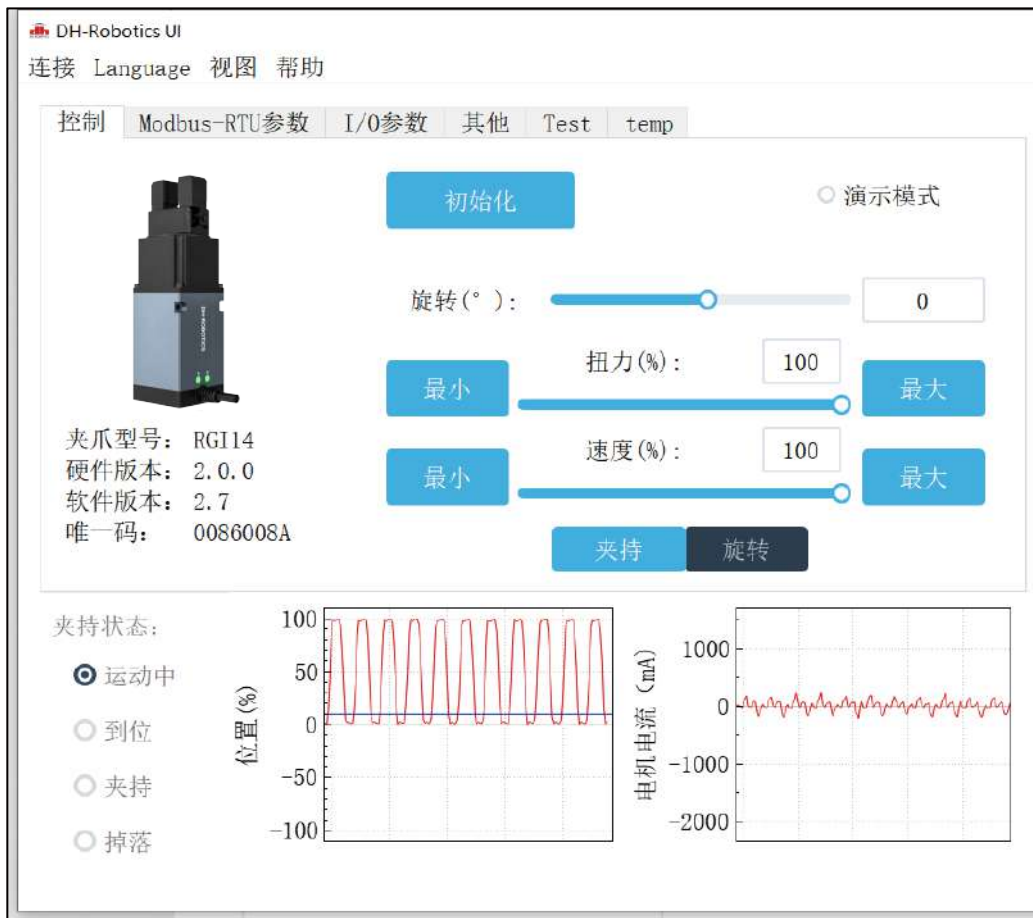 DH-Robotics UI
连接 Language 视图 帮助
控制 Modbus-RTU参数 I/O参数 其他 Test temp
初始化
演示模式
旋转(° ): 0
扭力(%): 100
最小 最大
速度(%): 100
最小 最大
夹持 旋转
DH-ROBOTICS
夹爪型号: RGI14
硬件版本: 2.0.0
软件版本: 2.7
唯一码: 0086008A
夹持状态:
运动中
到位
夹持
掉落
位置(%)
100
50
0
-50
-100
电机电流 (mA)
1000
0
-1000
-2000